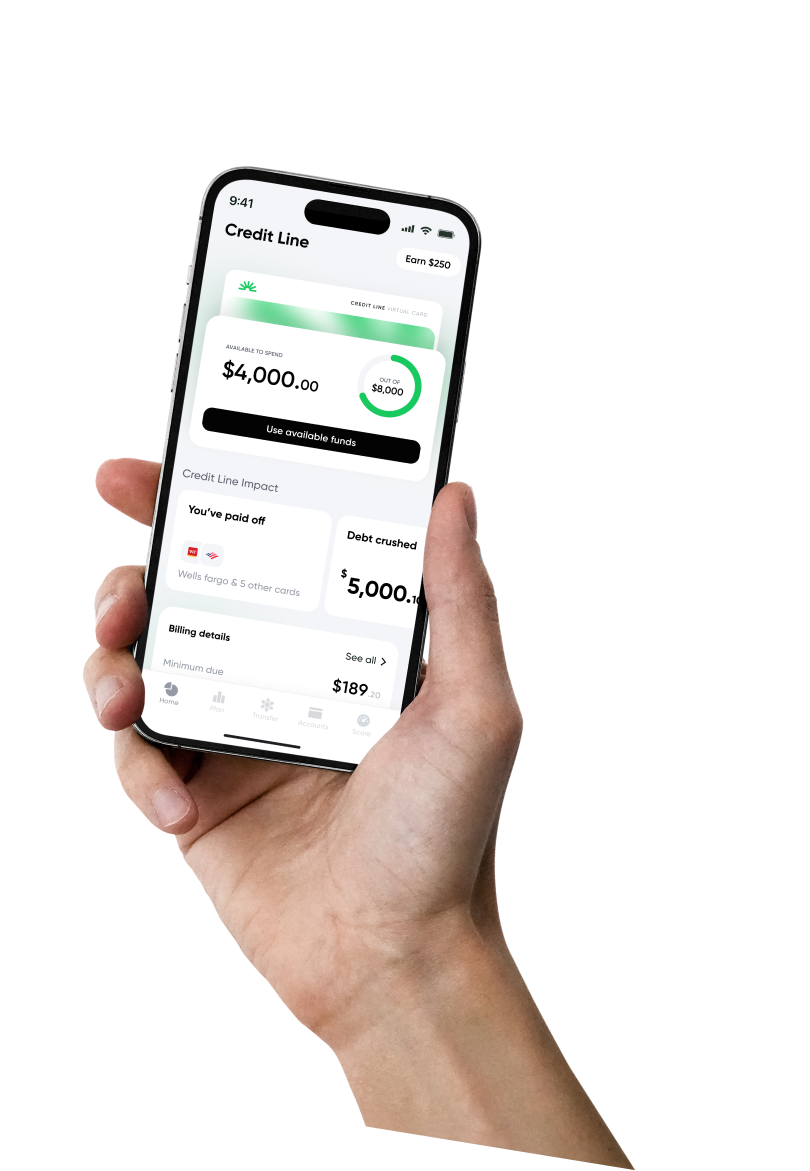 9:41
Credit Line
Earn $250
CREDIT LINE VIRTUAL CARD
AVAILABLE TO SPEND
$4,000.00
OUT OF
$8,000
Use available funds
Credit Line Impact
You've paid off
Wells fargo & 5 other cards
Debt crushed
$5,000.10
Billing details
See all
Minimum due
$189.20
Home
Plan
Transfer
Accounts
Score